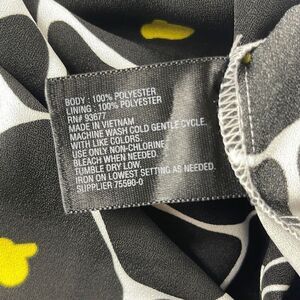 BODY : 100% POLYESTER
LINING : 100% POLYESTER
RN# 93677
MADE IN VIETNAM
MACHINE WASH COLD GENTLE CYCLE,
WITH LIKE COLORS
USE ONLY NON-CHLORINE
BLEACH WHEN NEEDED.
TUMBLE DRY LOW.
IRON ON LOWEST SETTING AS NEEDED.
SUPPLIER 75590-0